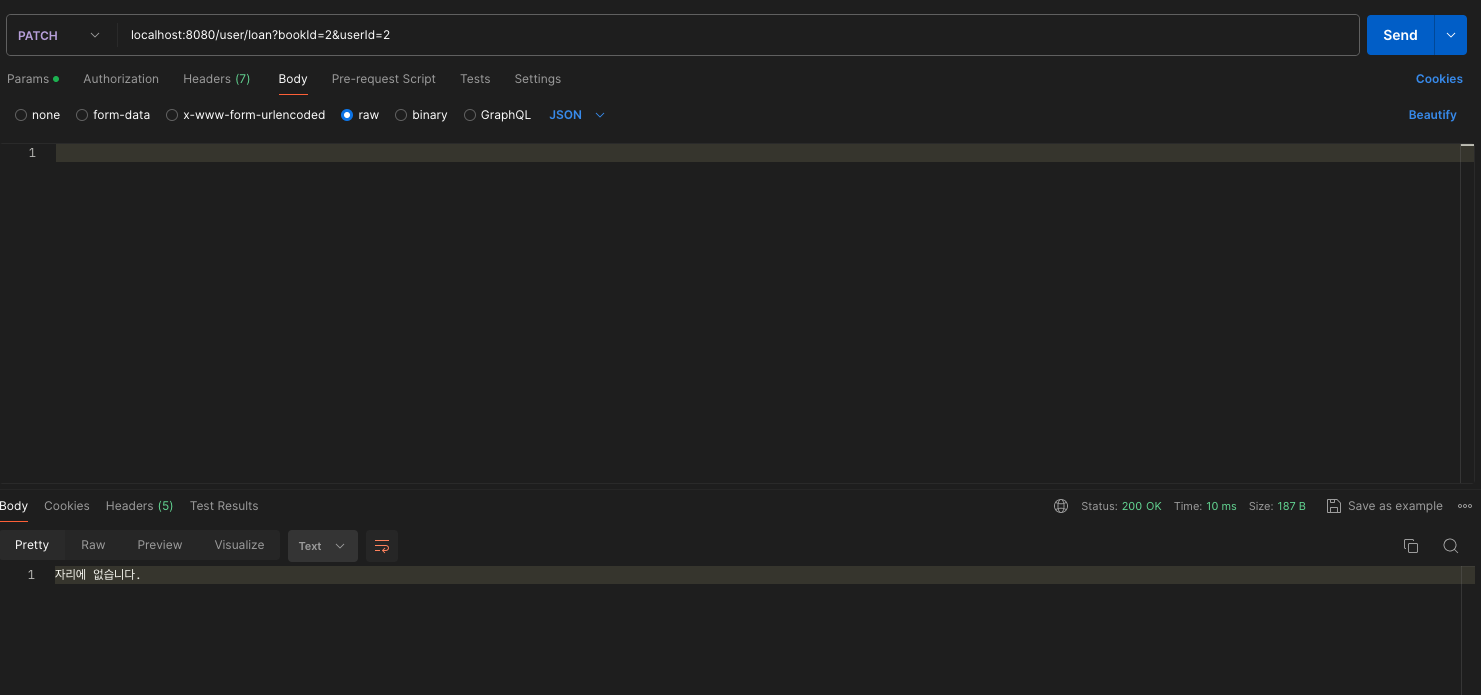 PATCH localhost:8080/user/loan?bookId=2&userId=2 Send
Params Authorization Headers (7) Body Pre-request Script Tests Settings Cookies
none form-data x-www-form-urlencoded raw binary GraphQL JSON Beautify
1
Body Cookies Headers (5) Test Results Status: 200 OK Time: 10 ms Size: 187 B Save as example
Pretty Raw Preview Visualize Text
1 자리에 없습니다.